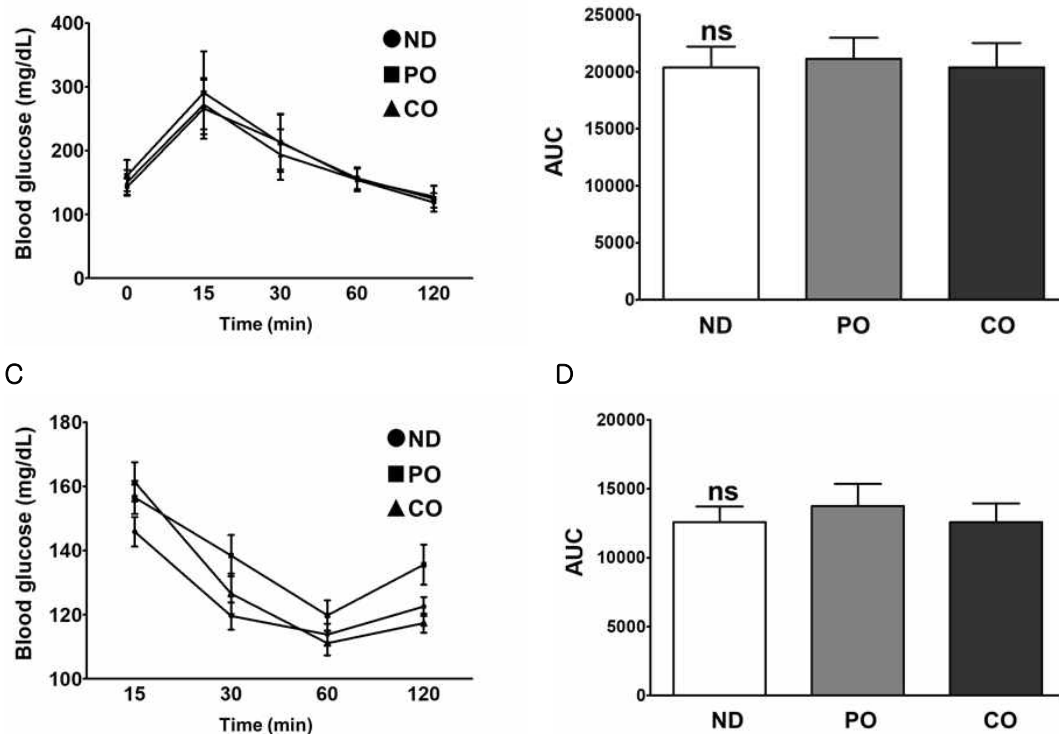 400
300
200
100
0
Blood glucose (mg/dL)
ND
PO
CO
0 15 30 60 120
Time (min)
25000
20000
15000
10000
5000
0
AUC
ns
ND PO CO
C
180
160
140
120
100
Blood glucose (mg/dL)
ND
PO
CO
15 30 60 120
Time (min)
D
20000
15000
10000
5000
0
AUC
ns
ND PO CO